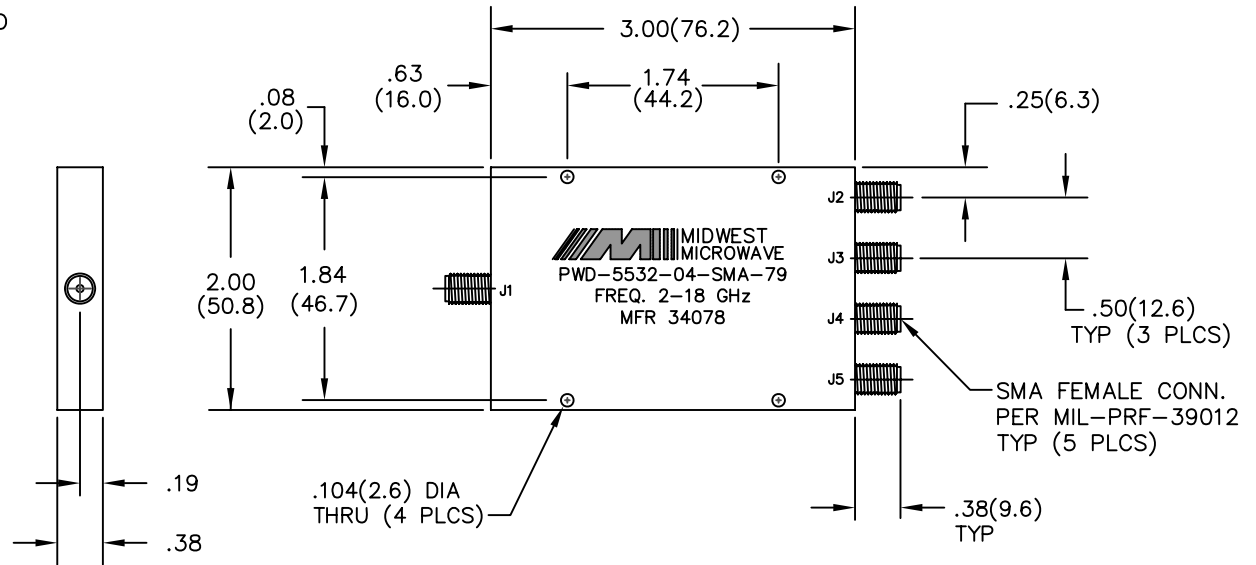 D
3.00(76.2)
.63
(16.0)
1.74
(44.2)
.08
(2.0)
.25(6.3)
J2
MIDWEST
MICROWAVE
J3
PWD-5532-04-SMA-79
FREQ. 2-18 GHz
MFR 34078
2.00
(50.8)
1.84
(46.7)
J1
J4
.50(12.6)
TYP (3 PLCS)
J5
SMA FEMALE CONN.
PER MIL-PRF-39012
TYP (5 PLCS)
.19
.104(2.6) DIA
THRU (4 PLCS)
.38(9.6)
TYP
.38